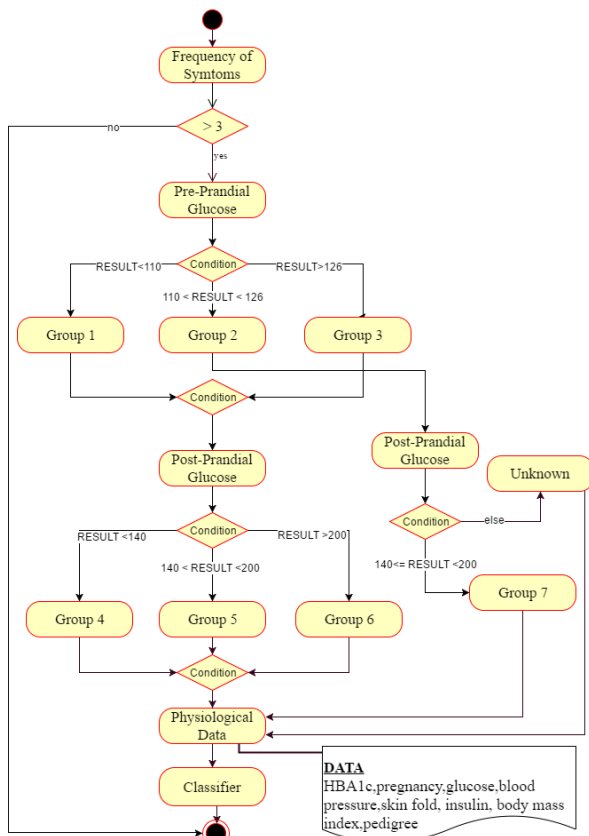 Frequency of
Symtoms
no
> 3
yes
Pre-Prandial
Glucose
RESULT<110
Condition
RESULT>126
110 < RESULT < 126
Group 1
Group 2
Group 3
Condition
Post-Prandial
Glucose
Post-Prandial
Glucose
Unknown
Condition
else
RESULT <140
Condition
RESULT >200
140 < RESULT <200
140<= RESULT <200
Group 7
Group 4
Group 5
Group 6
Condition
Physiological
Data
Classifier
DATA
HBA1c,pregnancy,glucose,blood
pressure,skin fold, insulin, body mass
index,pedigree